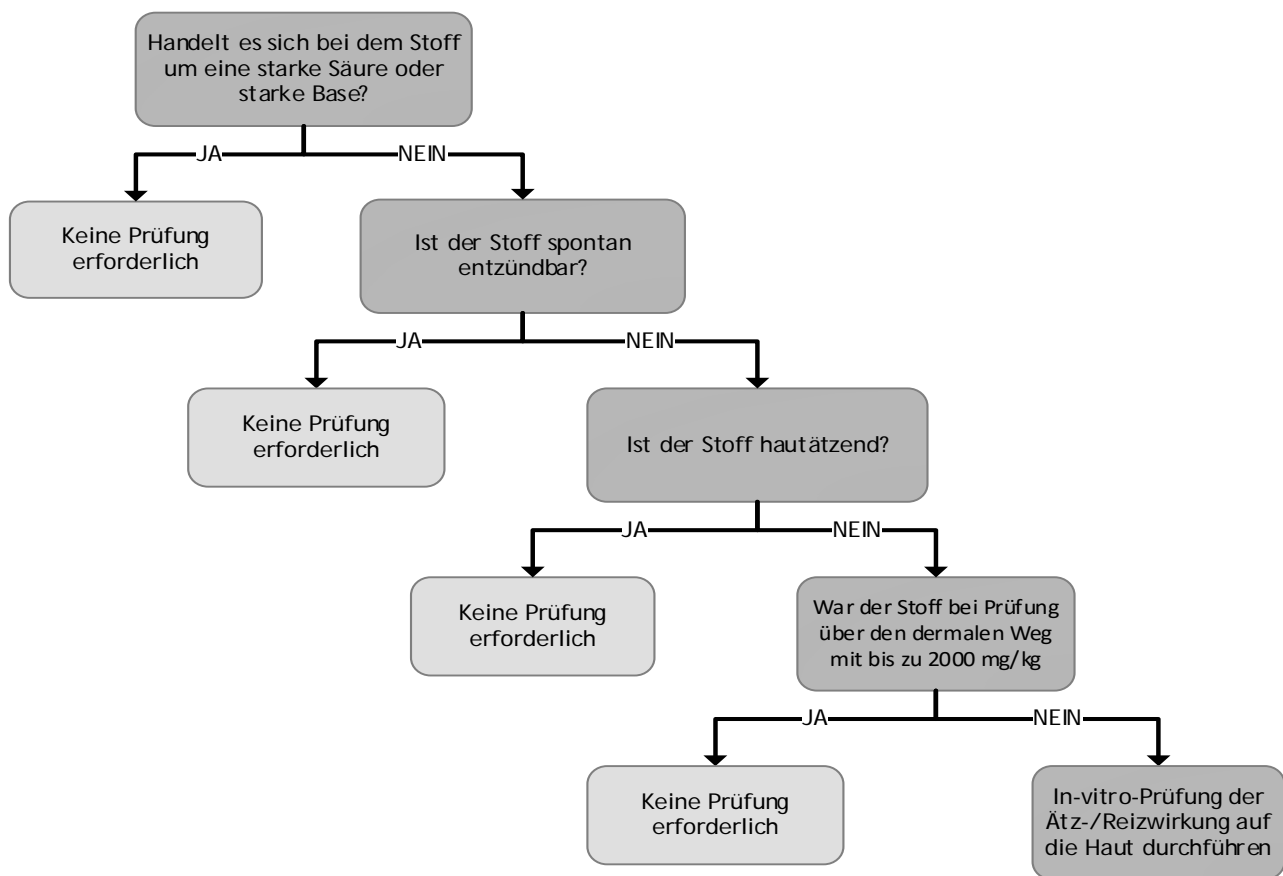 Handelt es sich bei dem Stoff
um eine starke Säure oder
starke Base?
JA
NEIN
Keine Prüfung
erforderlich
Ist der Stoff spontan
entzündbar?
JA
NEIN
Keine Prüfung
erforderlich
Ist der Stoff hautätzend?
JA
NEIN
Keine Prüfung
erforderlich
War der Stoff bei Prüfung
über den dermalen Weg
mit bis zu 2000 mg/kg
JA
NEIN
Keine Prüfung
erforderlich
In-vitro-Prüfung der
Ätz-/Reizwirkung auf
die Haut durchführen